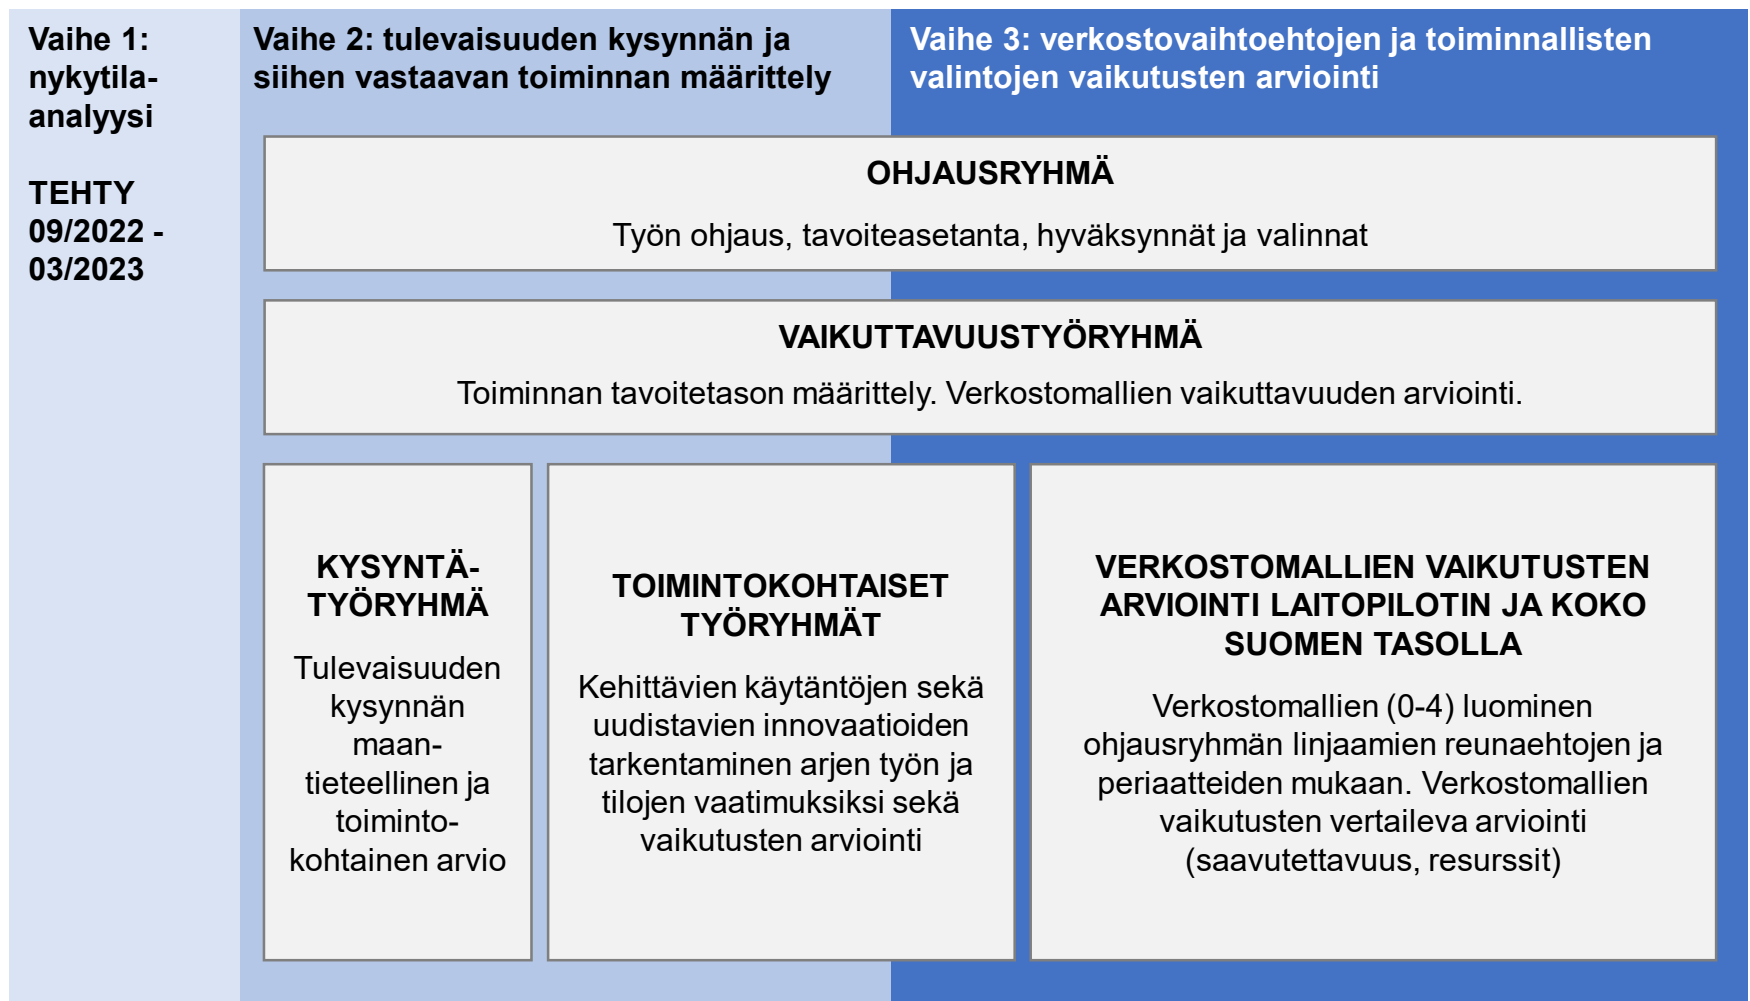 Vaihe 1:
nykytila-
analyysi
TEHTY
09/2022 -
03/2023
Vaihe 2: tulevaisuuden kysynnän ja
siihen vastaavan toiminnan määrittely
Vaihe 3: verkostovaihtoehtojen ja toiminnallisten
valintojen vaikutusten arviointi
OHJAUSRYHMÄ
Työn ohjaus, tavoiteasetanta, hyväksynnät ja valinnat
VAIKUTTAVUUSTYÖRYHMÄ
Toiminnan tavoitetason määrittely. Verkostomallien vaikuttavuuden arviointi.
KYSYNTÄ-
TYÖRYHMÄ
Tulevaisuuden
kysynnän
maan-
tieteellinen ja
toiminto-
kohtainen arvio
TOIMINTOKOHTAISET
TYÖRYHMÄT
Kehittävien käytäntöjen sekä
uudistavien innovaatioiden
tarkentaminen arjen työn ja
tilojen vaatimuksiksi sekä
vaikutusten arviointi
VERKOSTOMALLIEN VAIKUTUSTEN
ARVIOINTI LAITOPILOTIN JA KOKO
SUOMEN TASOLLA
Verkostomallien (0-4) luominen
ohjausryhmän linjaamien reunaehtojen ja
periaatteiden mukaan. Verkostomallien
vaikutusten vertaileva arviointi
(saavutettavuus, resurssit)